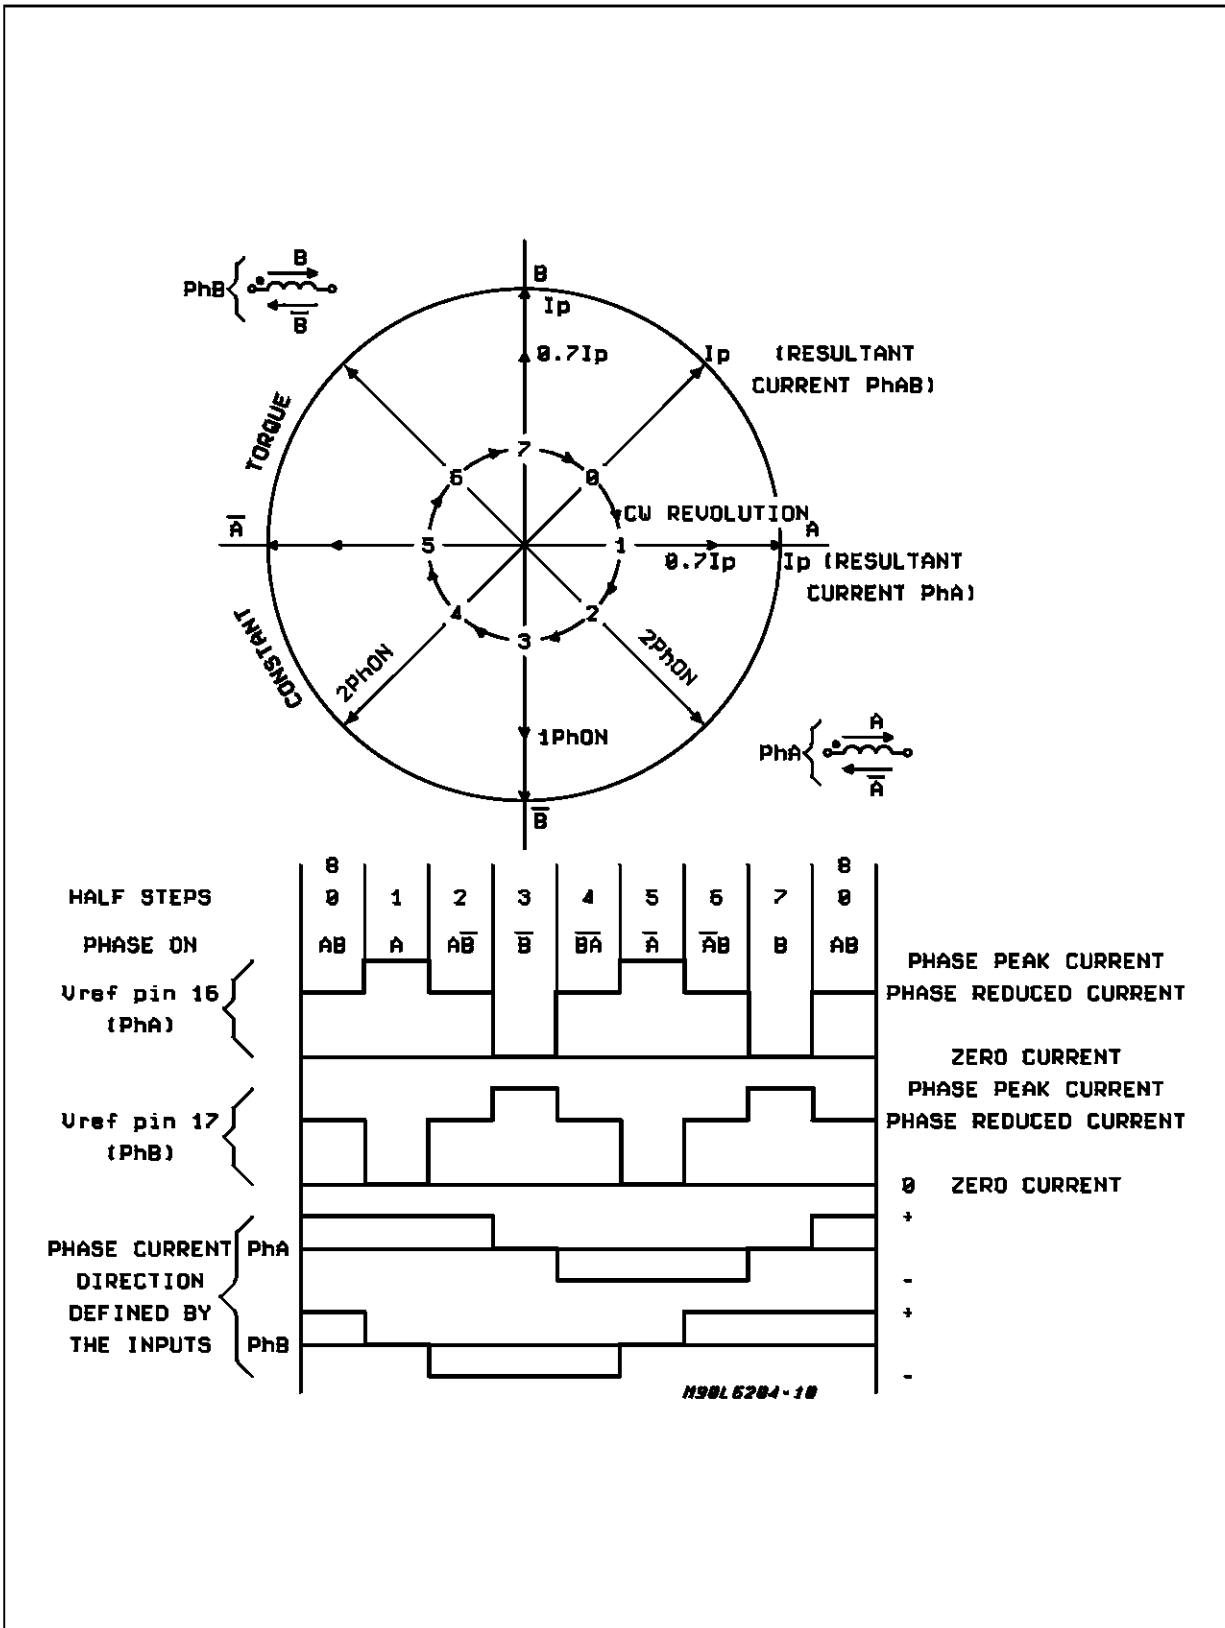 B
PhB
B̅
B
Ip
0.7Ip
Ip (RESULTANT
CURRENT PhAB)
TORQUE
7
6
0
CW REVOLUTION
A̅
5
1
A
0.7Ip
Ip (RESULTANT
CURRENT PhA)
4
2
3
CONSTANT
2PhON
2PhON
1PhON
A
PhA
A̅
B̅
8 8
HALF STEPS 0 1 2 3 4 5 6 7 0
PHASE ON AB A AB̅ B̅ B̅A̅ A̅ A̅B B AB
PHASE PEAK CURRENT
Vref pin 16 PHASE REDUCED CURRENT
(PhA)
ZERO CURRENT
PHASE PEAK CURRENT
Vref pin 17 PHASE REDUCED CURRENT
(PhB)
0 ZERO CURRENT
+
PHASE CURRENT PhA
DIRECTION -
DEFINED BY +
THE INPUTS PhB
-
M90L6204-10